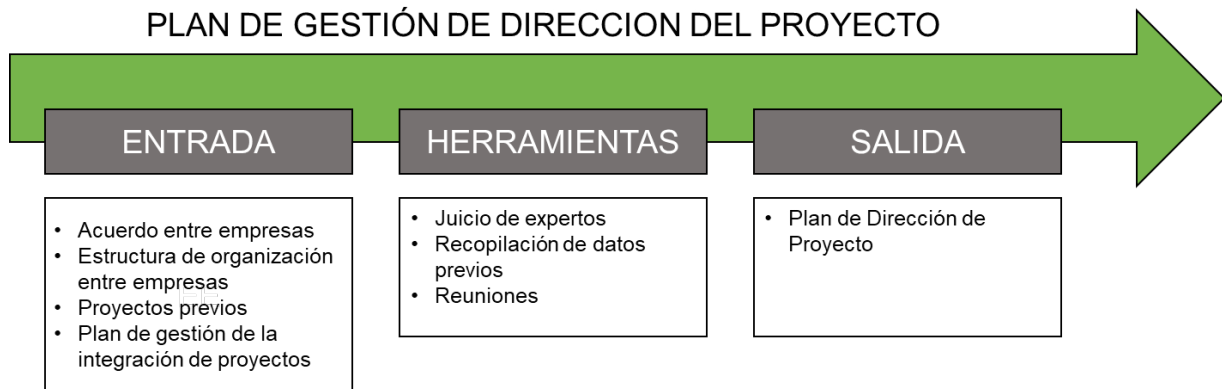 PLAN DE GESTIÓN DE DIRECCION DEL PROYECTO
ENTRADA
• Acuerdo entre empresas
• Estructura de organización
entre empresas
• Proyectos previos
• Plan de gestión de la
integración de proyectos
HERRAMIENTAS
• Juicio de expertos
• Recopilación de datos
previos
• Reuniones
SALIDA
• Plan de Dirección de
Proyecto